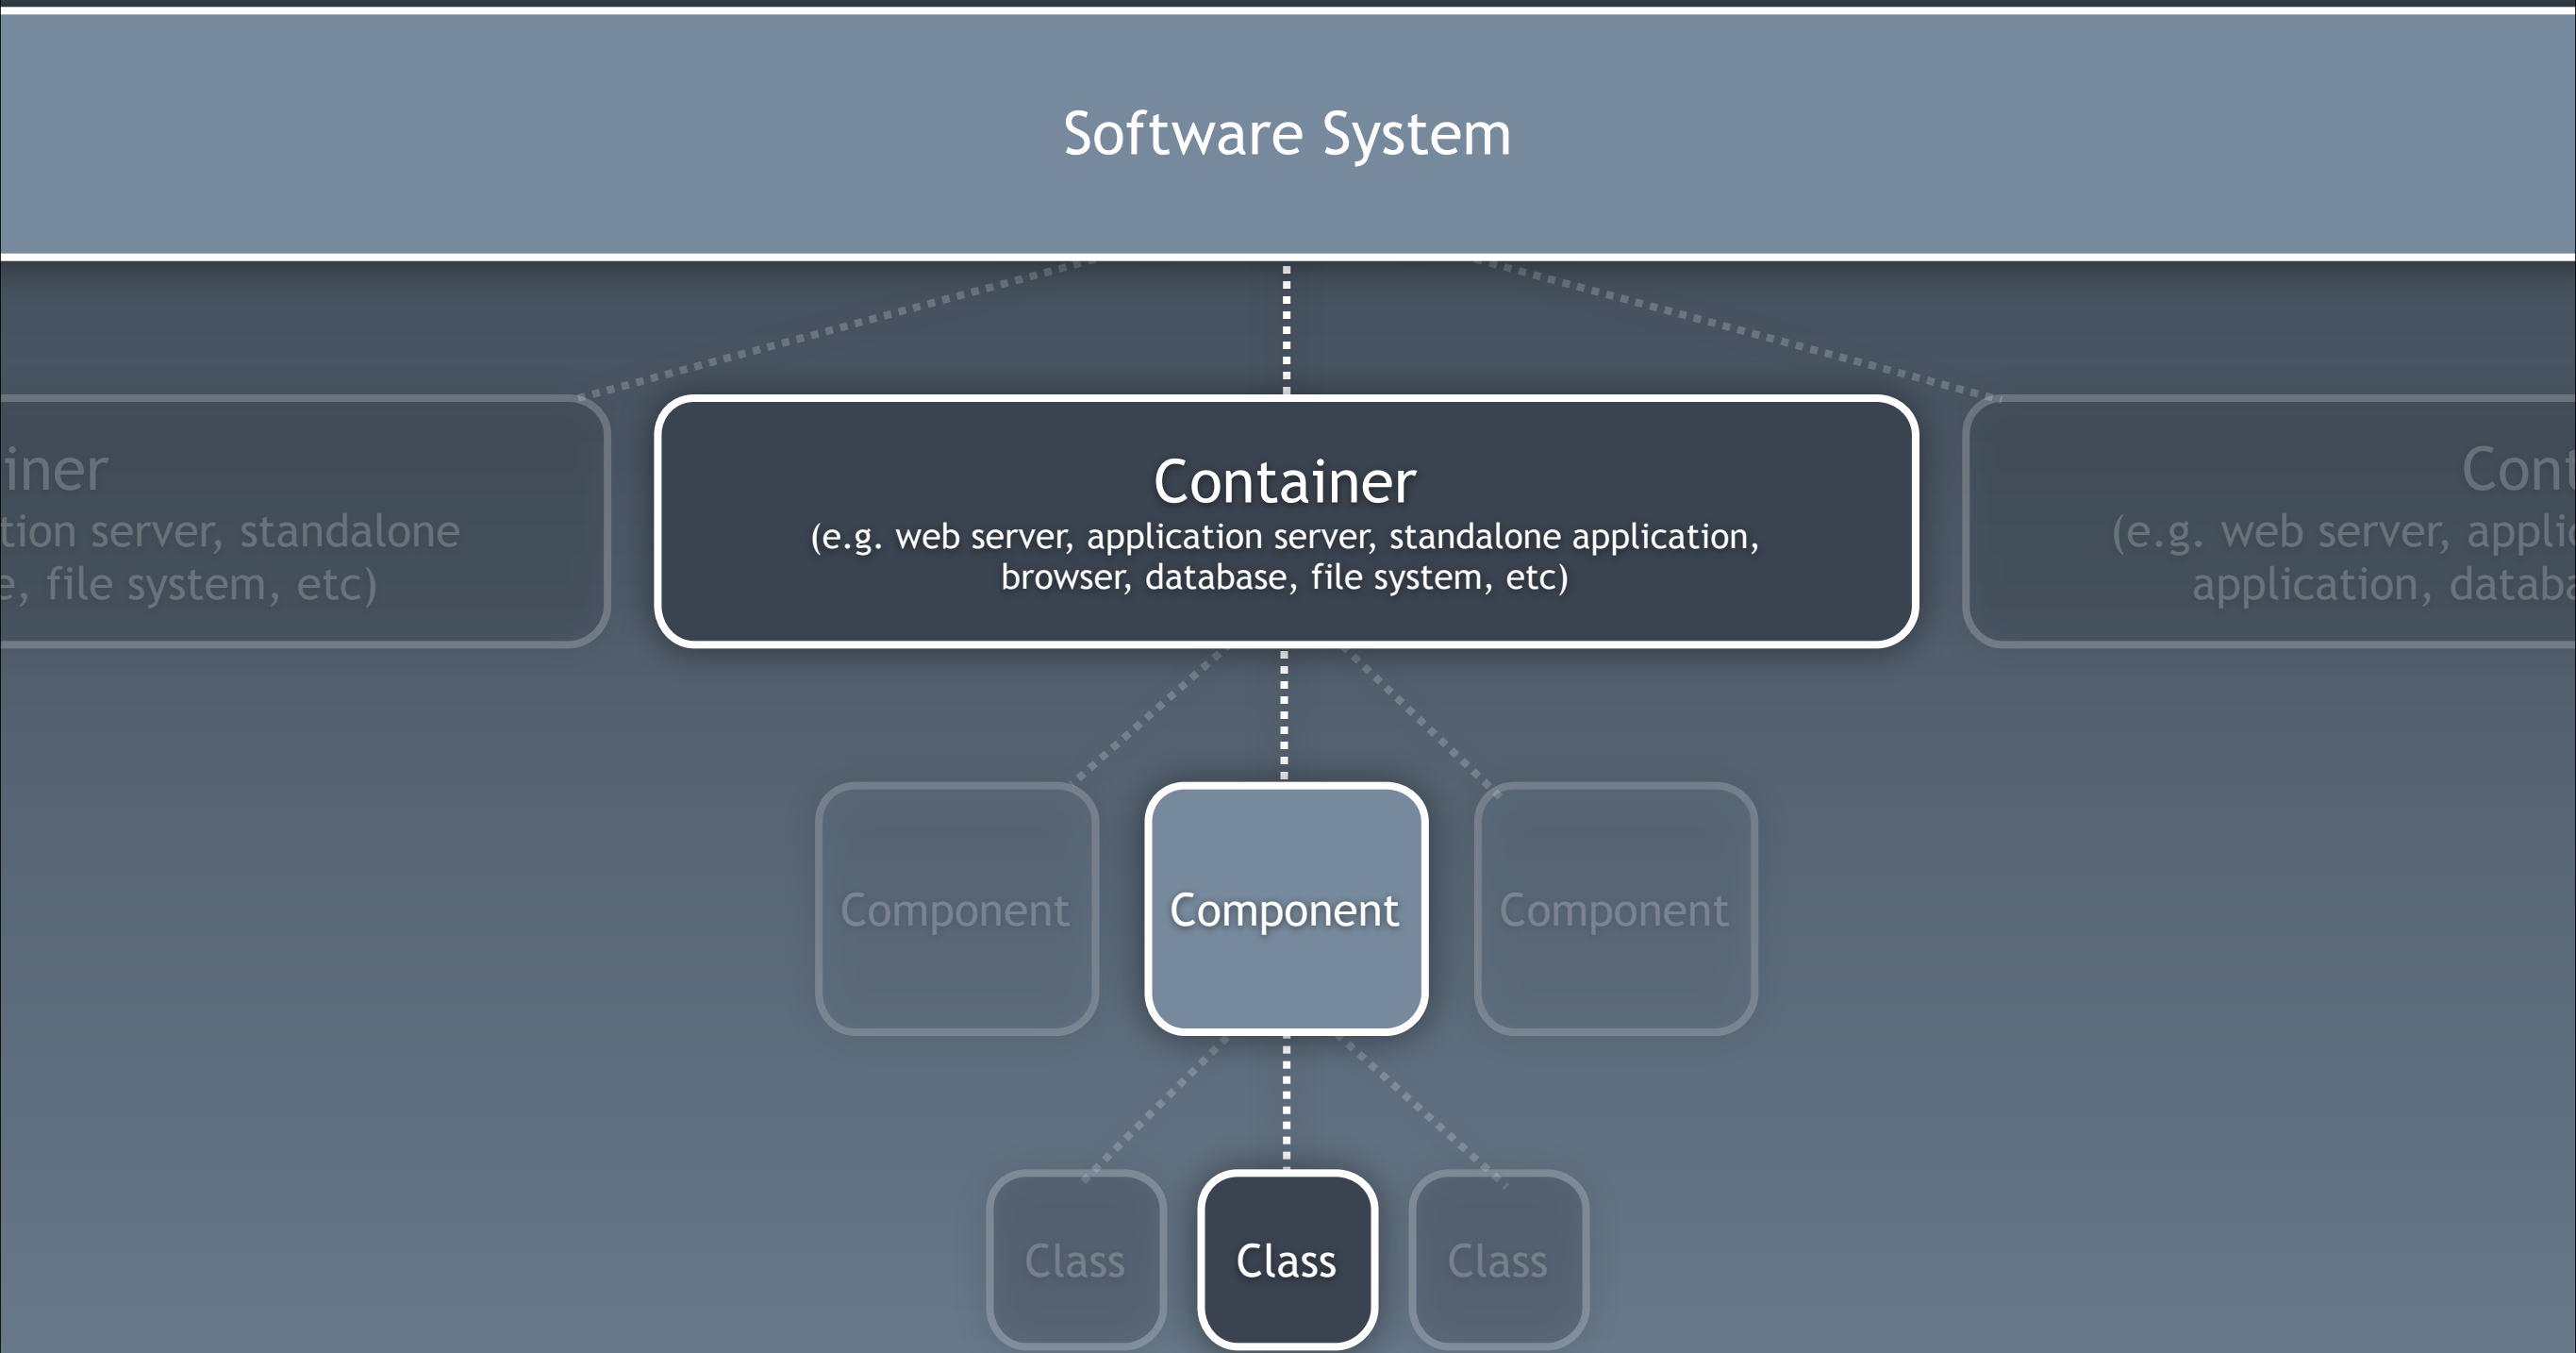 Software System
iner
tion server, standalone
e, file system, etc)
Container
(e.g. web server, application server, standalone application,
browser, database, file system, etc)
Cont
(e.g. web server, applic
application, databa
Component
Component
Component
Class
Class
Class